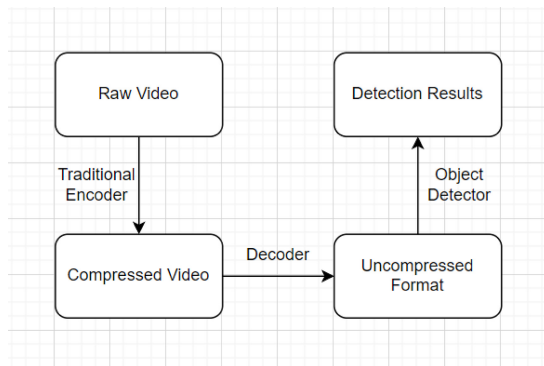 Raw Video
Detection Results
Traditional
Encoder
Object
Detector
Compressed Video
Decoder
Uncompressed
Format